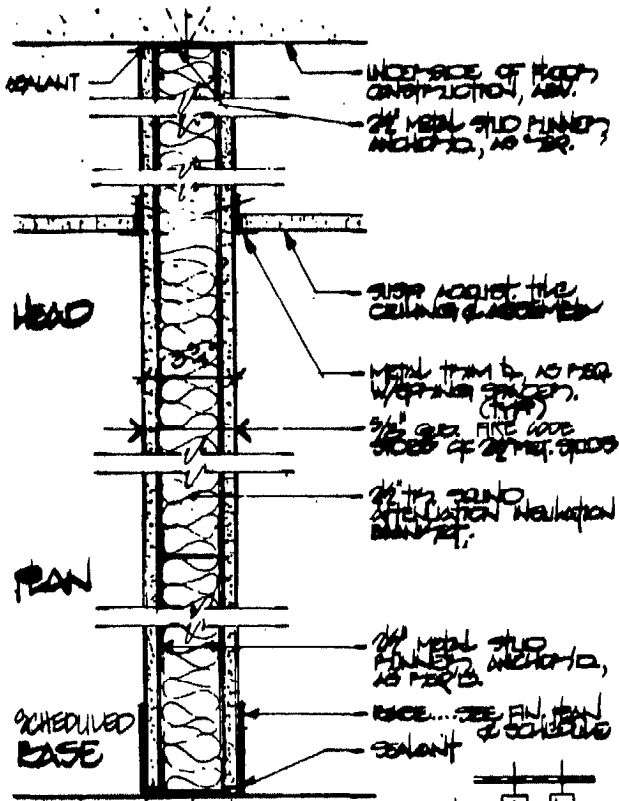 SEALANT
UNDERSIDE OF FLOOR
CONSTRUCTION, ABV.
2½" METAL STUD RUNNER,
ANCHOR'D., AS REQ.
HEAD
SUSP. ACOUST. TILE
CEILING & ASSEMBLY
METAL TRIM AS REQ.
W/SPRING SPACER,
(TYP)
5/8" FIRE CODE
SIDES OF 2½" MET. STUDS
2½" TH. SOUND
ATTENUATION INSULATION
BLANKET.
PLAN
2½" METAL STUD
RUNNER, ANCHOR'D.,
AS REQ'D.
SCHEDULED
BASE
BASE....SEE FIN. PLAN
& SCHEDULE
SEALANT